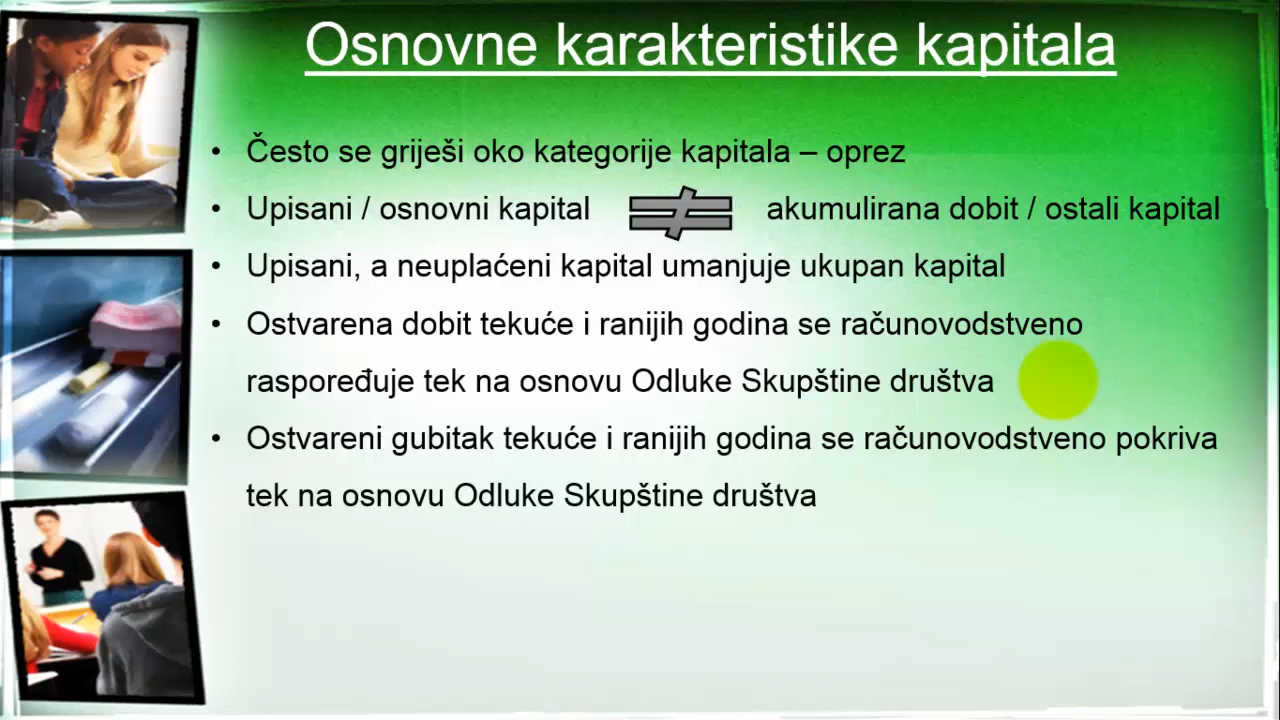 Osnovne karakteristike kapitala
• Često se griješi oko kategorije kapitala – oprez
• Upisani / osnovni kapital ≠ akumulirana dobit / ostali kapital
• Upisani, a neuplaćeni kapital umanjuje ukupan kapital
• Ostvarena dobit tekuće i ranijih godina se računovodstveno
raspoređuje tek na osnovu Odluke Skupštine društva
• Ostvareni gubitak tekuće i ranijih godina se računovodstveno pokriva
tek na osnovu Odluke Skupštine društva